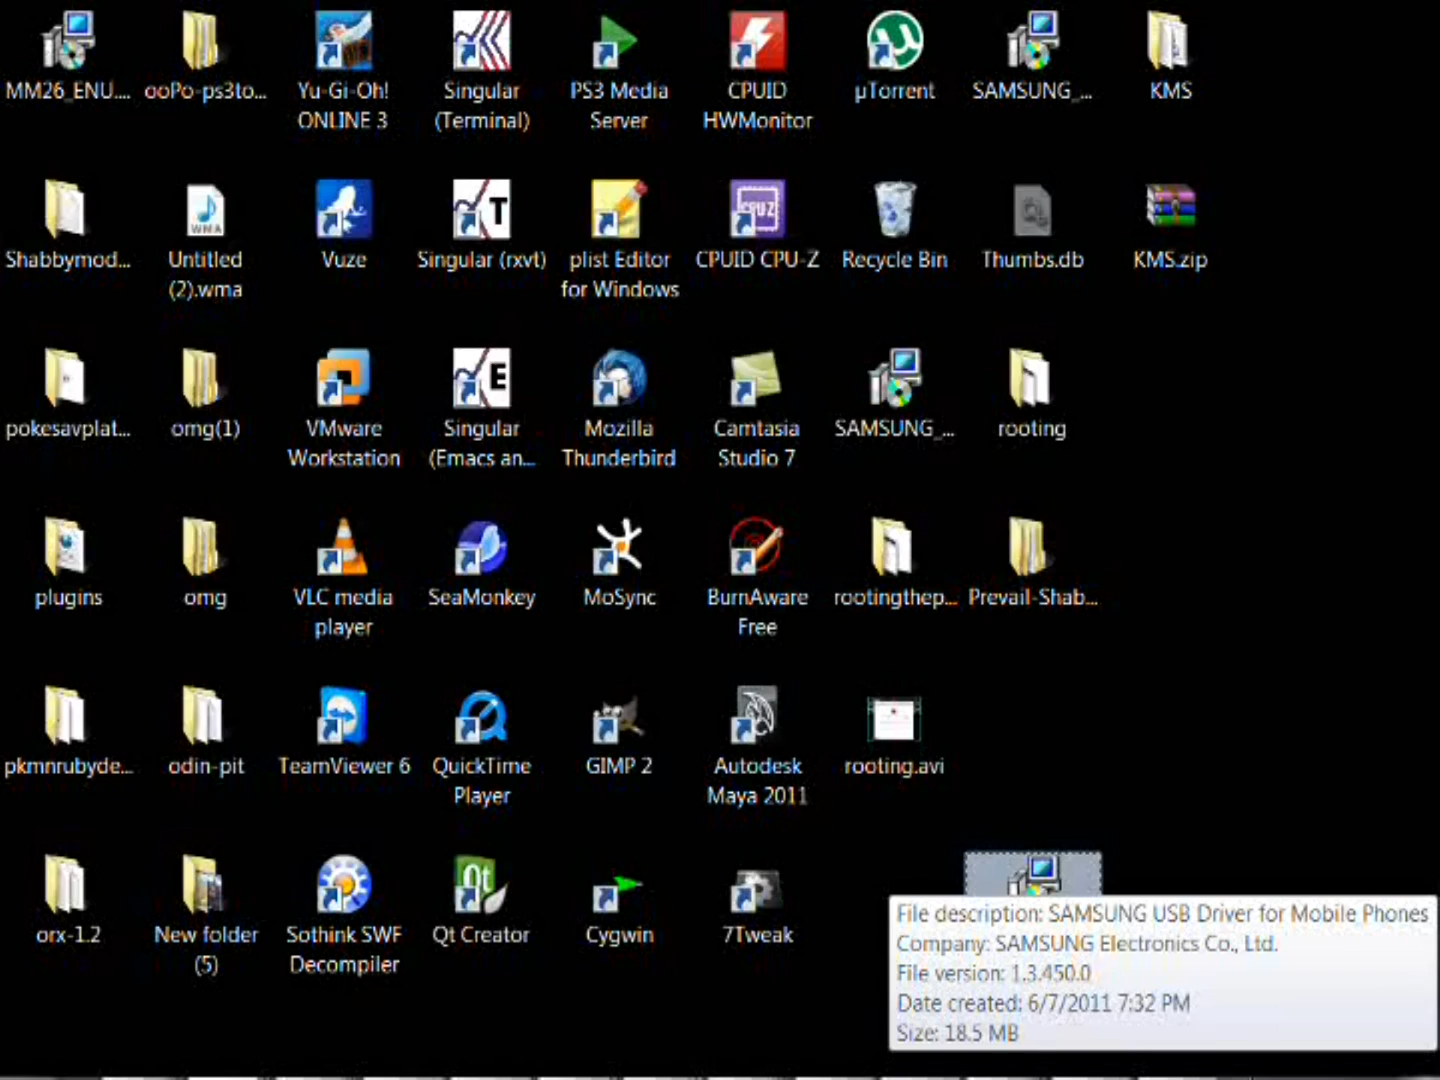 MM26_ENU....
ooPo-ps3to...
Yu-Gi-Oh!
ONLINE 3
Singular
(Terminal)
PS3 Media
Server
CPUID
HWMonitor
µTorrent
SAMSUNG_...
KMS
Shabbymod...
WMA
Untitled
(2).wma
Vuze
T
Singular (rxvt)
plist Editor
for Windows
CPUZ
CPUID CPU-Z
Recycle Bin
Thumbs.db
KMS.zip
pokesavplat...
omg(1)
VMware
Workstation
E
Singular
(Emacs an...
Mozilla
Thunderbird
Camtasia
Studio 7
SAMSUNG_...
rooting
plugins
omg
VLC media
player
SeaMonkey
MoSync
BurnAware
Free
rootingthep...
Prevail-Shab...
pkmnrubyde...
odin-pit
TeamViewer 6
QuickTime
Player
GIMP 2
Autodesk
Maya 2011
rooting.avi
orx-1.2
New folder
(5)
Sothink SWF
Decompiler
Qt
Qt Creator
Cygwin
7Tweak
File description: SAMSUNG USB Driver for Mobile Phones
Company: SAMSUNG Electronics Co., Ltd.
File version: 1.3.450.0
Date created: 6/7/2011 7:32 PM
Size: 18.5 MB